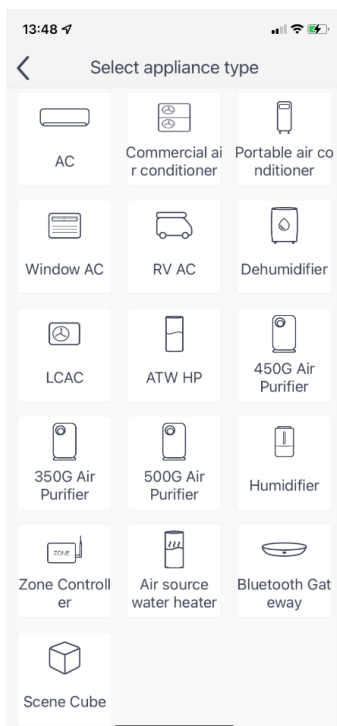 13:48
Select appliance type
AC
Commercial ai
r conditioner
Portable air co
nditioner
Window AC
RV AC
Dehumidifier
LCAC
ATW HP
450G Air
Purifier
350G Air
Purifier
500G Air
Purifier
Humidifier
ZONE
Zone Controll
er
Air source
water heater
Bluetooth Gat
eway
Scene Cube